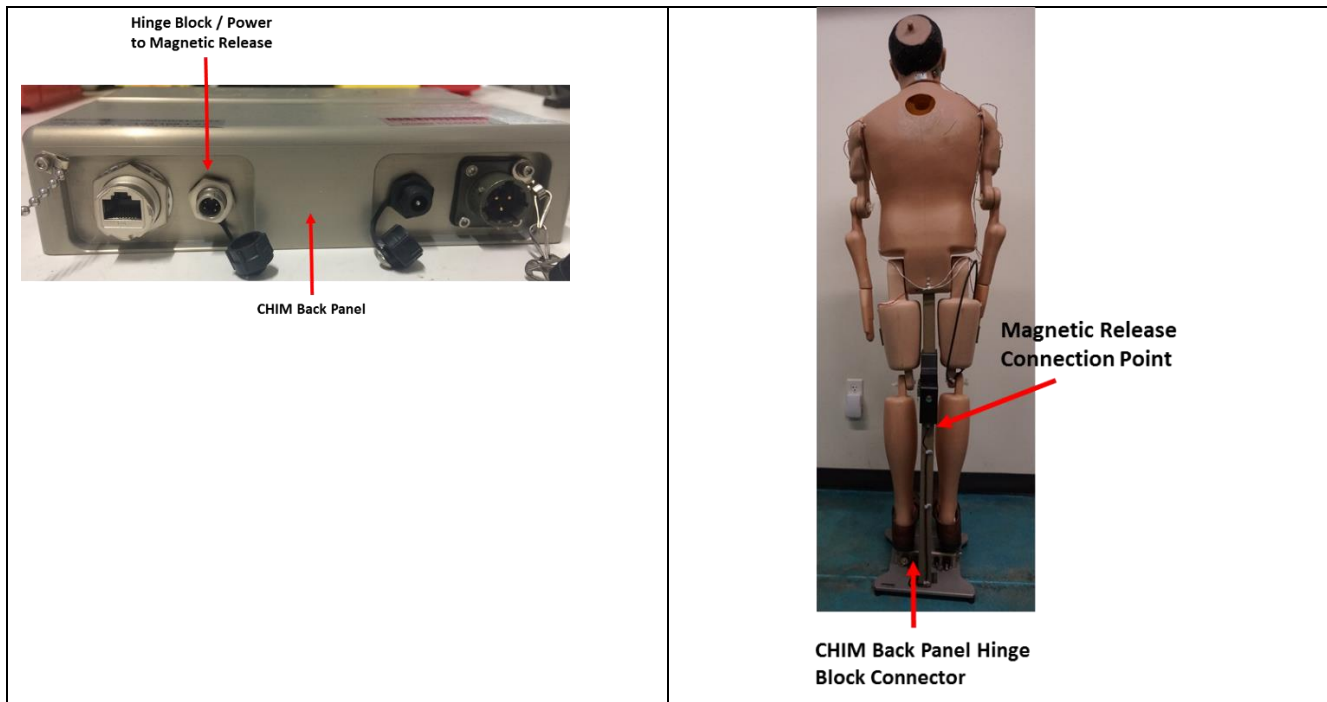 Hinge Block / Power
to Magnetic Release
CHIM Back Panel
Magnetic Release
Connection Point
CHIM Back Panel Hinge
Block Connector